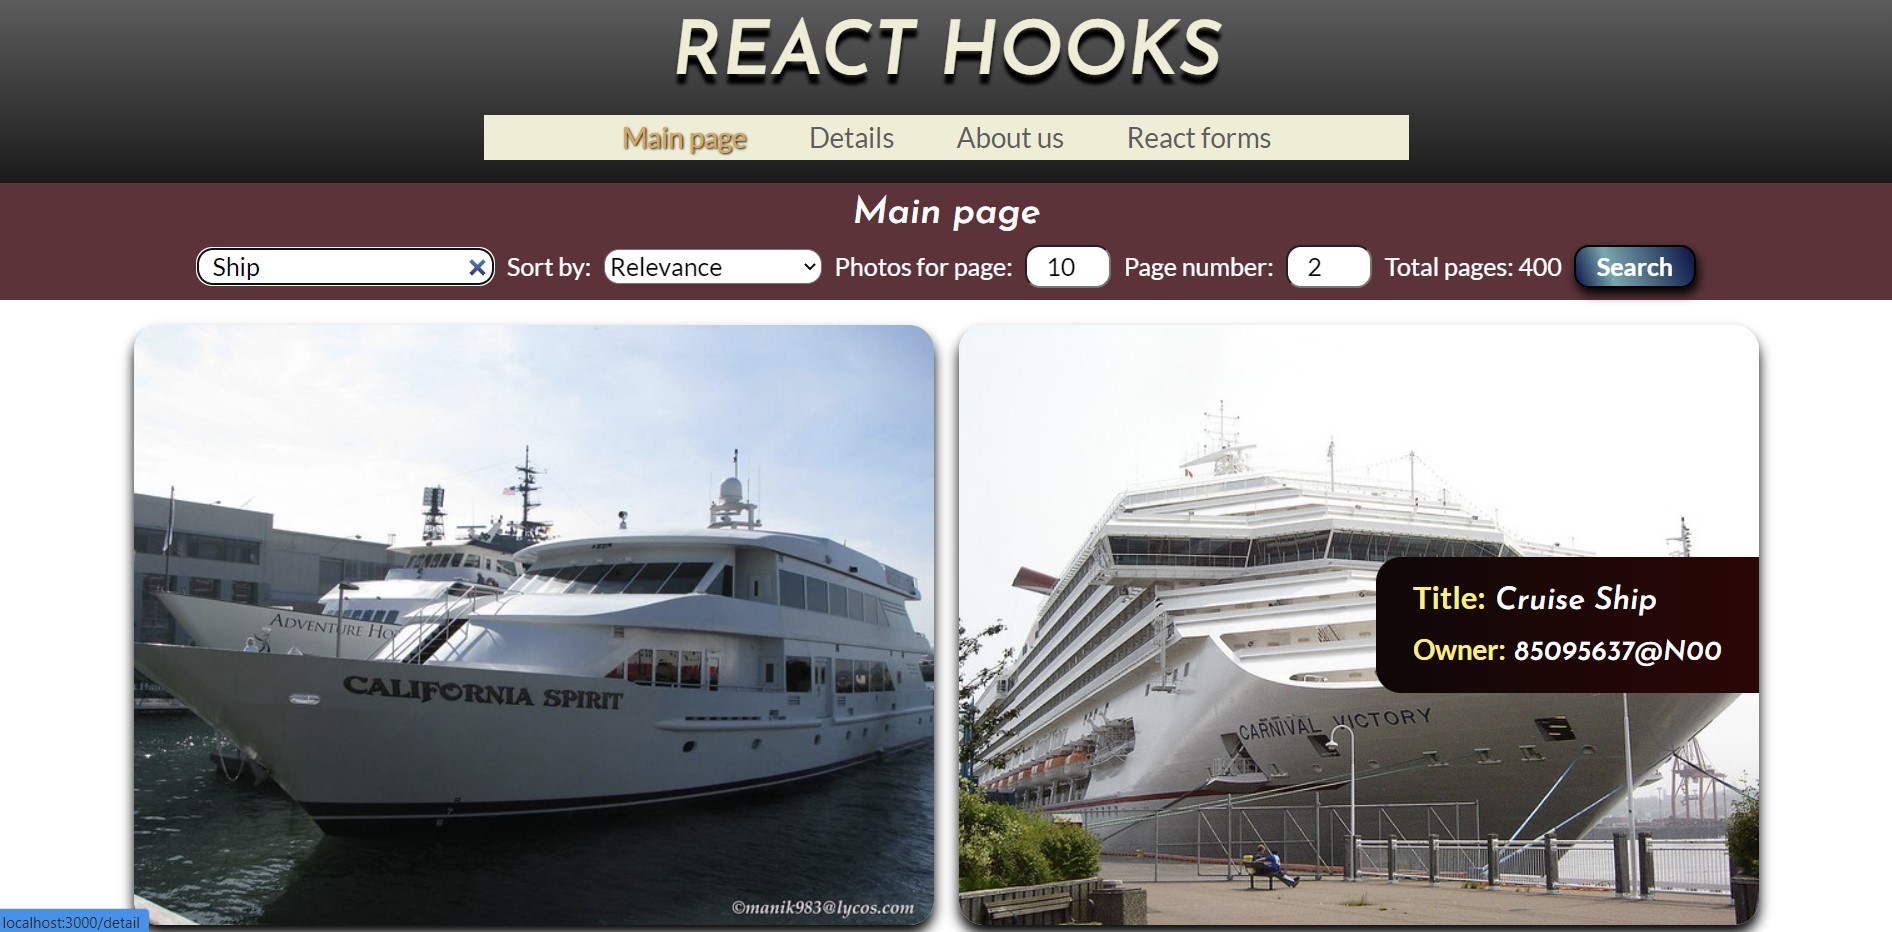 REACT HOOKS
Main page Details About us React forms
Main page
Ship Sort by: Relevance Photos for page: 10 Page number: 2 Total pages: 400 Search
ADVENTURE
CALIFORNIA SPIRIT
©manik983@lycos.com
Title: Cruise Ship
Owner: 85095637@N00
CARNIVAL VICTORY
localhost:3000/detail